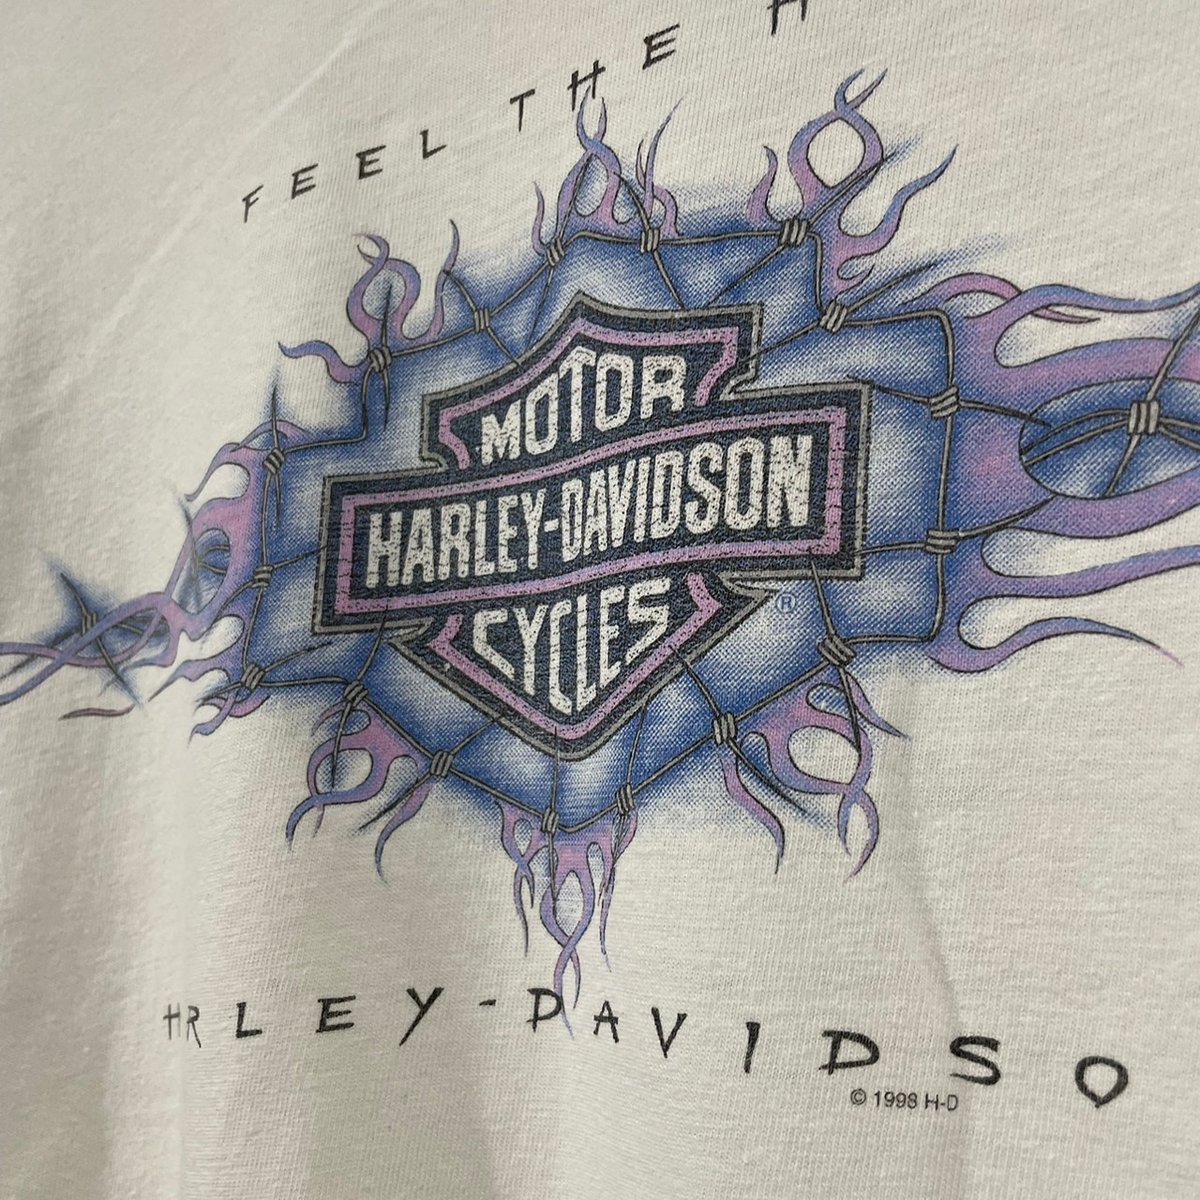 FEEL THE H
MOTOR
HARLEY-DAVIDSON
CYCLES
®
HRLEY-DAVIDSO
© 1998 H-D